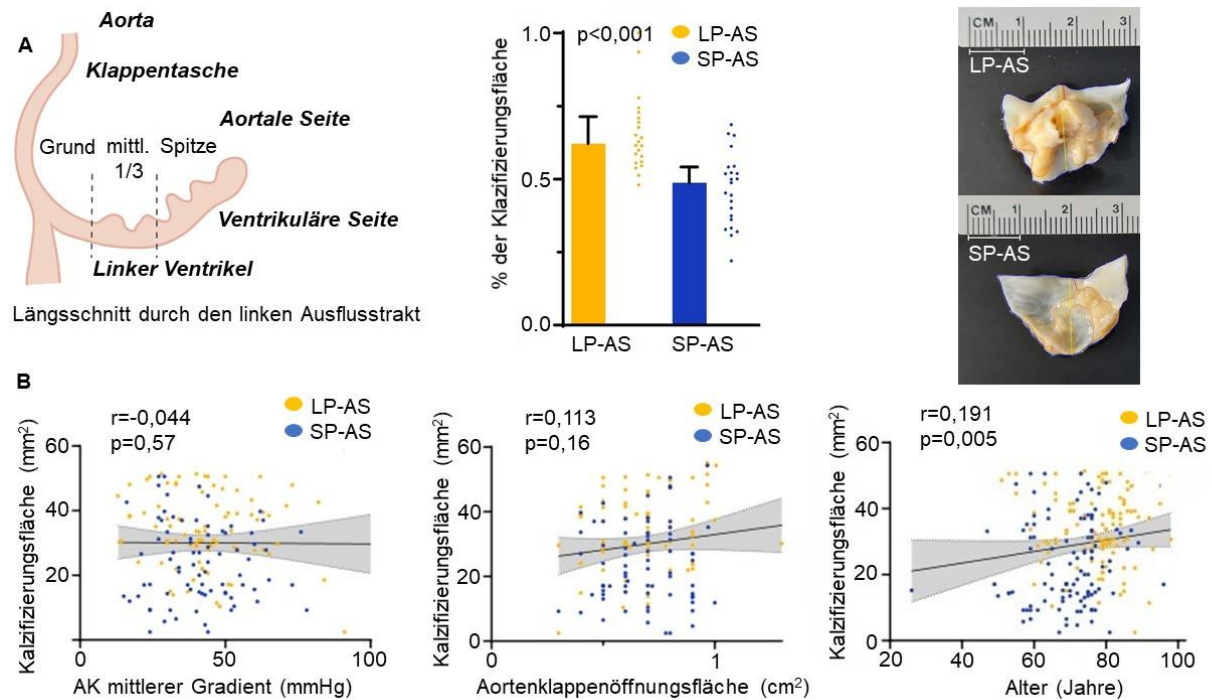 A
Aorta
Klappentasche
Aortale Seite
Grund mittl. Spitze
1/3
Ventrikuläre Seite
Linker Ventrikel
Längsschnitt durch den linken Ausflusstrakt
% der Klazifizierungsfläche
1.0
0.5
0.0
p<0,001
LP-AS
SP-AS
LP-AS SP-AS
CM 1 2 3
LP-AS
CM 1 2 3
SP-AS
B
r=-0,044
p=0,57
LP-AS
SP-AS
Kalzifizierungsfläche (mm²)
60
40
20
0
0 50 100
AK mittlerer Gradient (mmHg)
r=0,113
p=0,16
LP-AS
SP-AS
Kalzifizierungsfläche (mm²)
60
40
20
0
0 1
Aortenklappenöffnungsfläche (cm²)
r=0,191
p=0,005
LP-AS
SP-AS
Kalzifizierungsfläche (mm²)
60
40
20
0
20 40 60 80 100
Alter (Jahre)